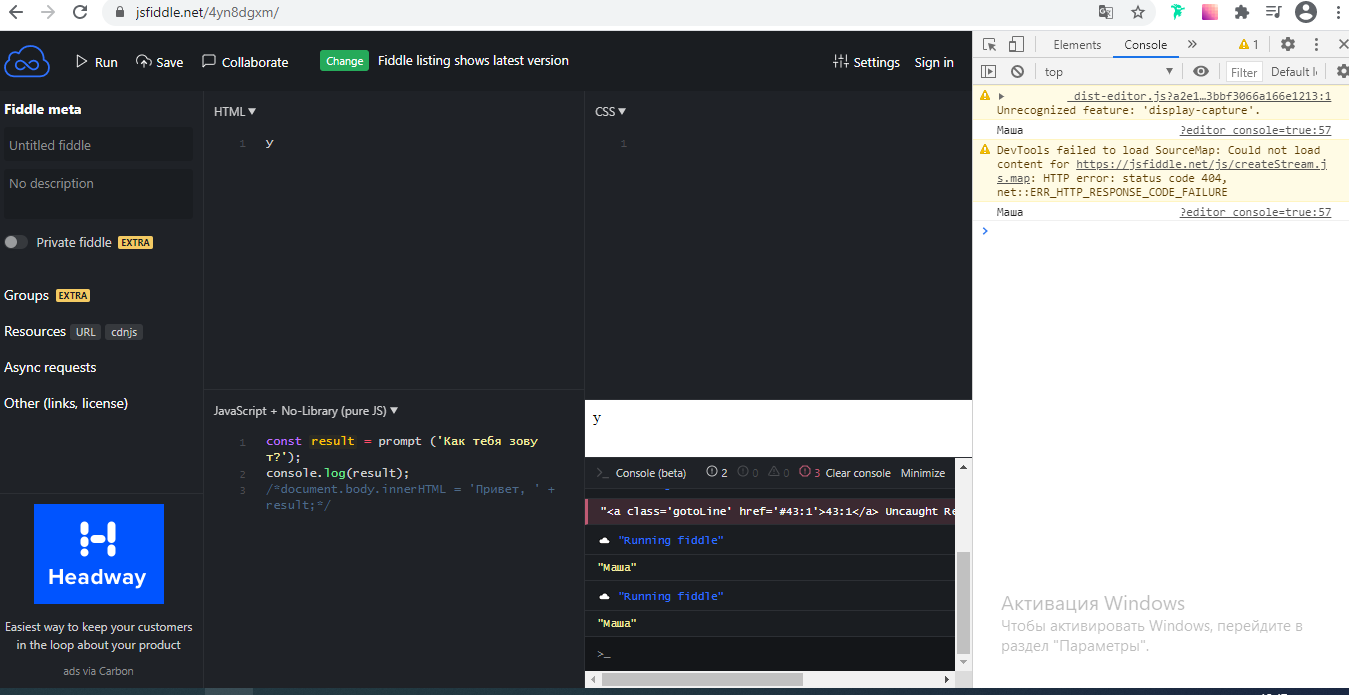 jsfiddle.net/4yn8dgxm/
Run Save Collaborate Change Fiddle listing shows latest version Settings Sign in
Fiddle meta
Untitled fiddle
No description
Private fiddle EXTRA
Groups EXTRA
Resources URL cdnjs
Async requests
Other (links, license)
Headway
Easiest way to keep your customers
in the loop about your product
ads via Carbon
HTML
1 У
CSS
1
JavaScript + No-Library (pure JS)
1 const result = prompt ('Как тебя зову
т?');
2 console.log(result);
3 /*document.body.innerHTML = 'Привет, ' +
result;*/
У
>_ Console (beta) 2 0 0 3 Clear console Minimize
"<a class='gotoLine' href='#43:1'>43:1</a> Uncaught Re
"Running fiddle"
"Маша"
"Running fiddle"
"Маша"
>_
Elements Console » 1
top Filter Default
_dist-editor.js?a2e1…3bbf3066a166e1213:1
Unrecognized feature: 'display-capture'.
Маша ?editor_console=true:57
DevTools failed to load SourceMap: Could not load
content for https://jsfiddle.net/js/createStream.j
s.map: HTTP error: status code 404,
net::ERR_HTTP_RESPONSE_CODE_FAILURE
Маша ?editor_console=true:57
Активация Windows
Чтобы активировать Windows, перейдите в
раздел "Параметры".